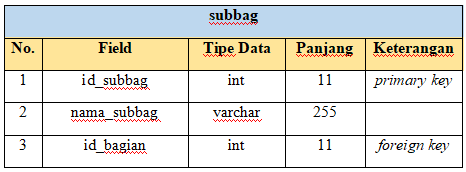 subbag
No. Field Tipe Data Panjang Keterangan
1 id_subbag int 11 primary key
2 nama_subbag varchar 255
3 id_bagian int 11 foreign key